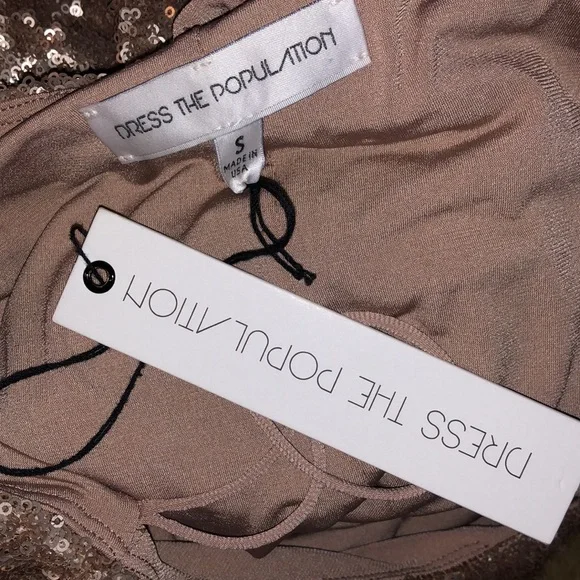 DRESS THE POPULATION
S
MADE IN
USA
DRESS THE POPULATION